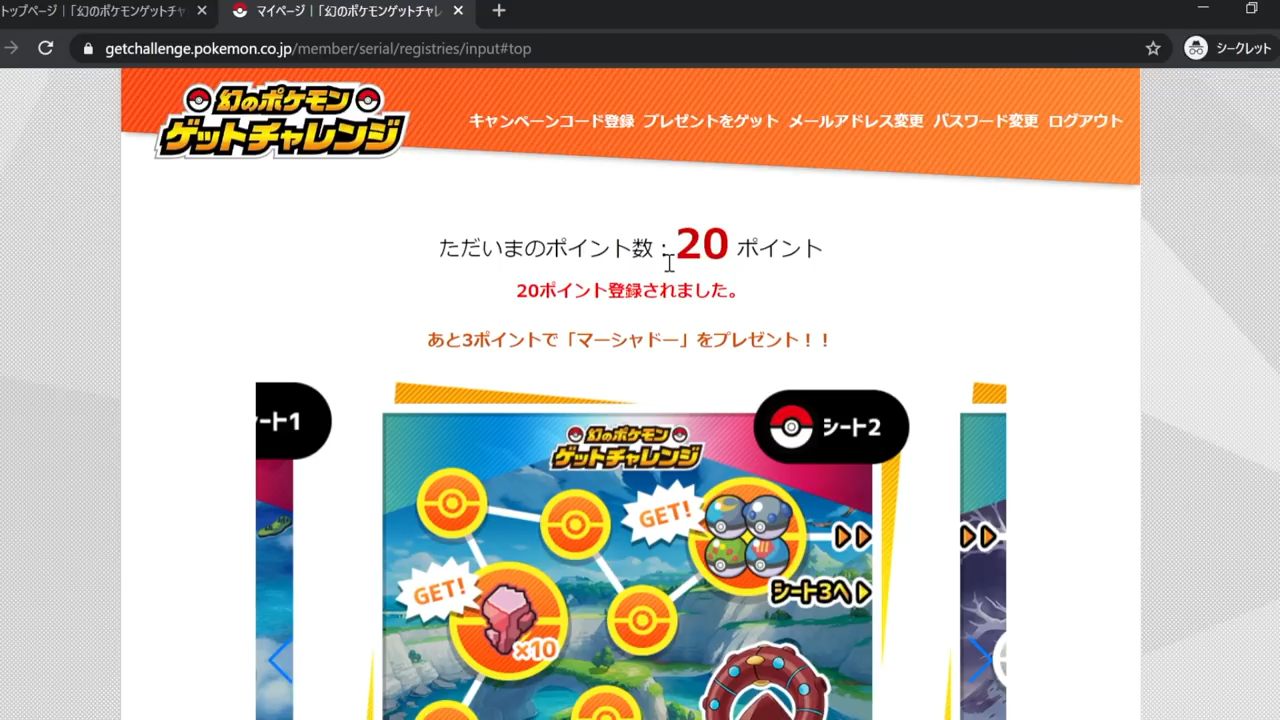 トップページ | 「幻のポケモンゲットチャ
マイページ | 「幻のポケモンゲットチャレ
getchallenge.pokemon.co.jp/member/serial/registries/input#top
シークレット
幻のポケモン
ゲットチャレンジ
キャンペーンコード登録 プレゼントをゲット メールアドレス変更 パスワード変更 ログアウト
ただいまのポイント数：20 ポイント
20ポイント登録されました。
あと3ポイントで「マーシャドー」をプレゼント！！
ート1
シート2
幻のポケモン
ゲットチャレンジ
GET!
シート3へ
GET!
×10